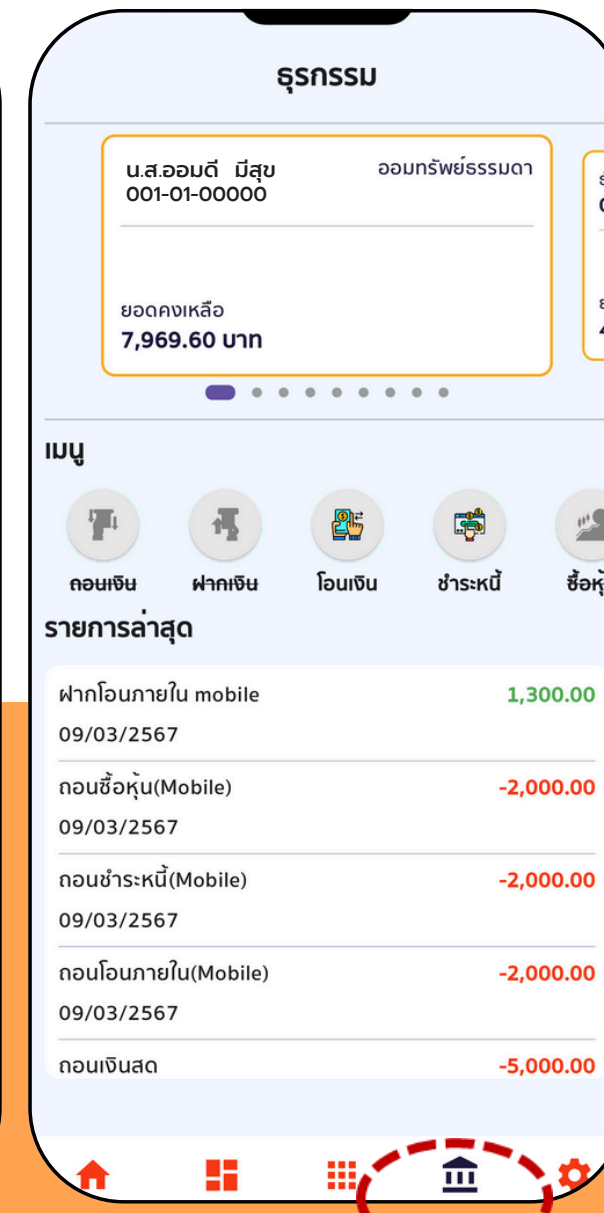 ธุรกรรม
น.ส.ออมดี มีสุข ออมทรัพย์ธรรมดา
001-01-00000
ยอดคงเหลือ
7,969.60 บาท
เมนู
ถอนเงิน ฝากเงิน โอนเงิน ชำระหนี้ ซื้อหุ้
รายการล่าสุด
ฝากโอนภายใน mobile 1,300.00
09/03/2567
ถอนซื้อหุ้น(Mobile) -2,000.00
09/03/2567
ถอนชำระหนี้(Mobile) -2,000.00
09/03/2567
ถอนโอนภายใน(Mobile) -2,000.00
09/03/2567
ถอนเงินสด -5,000.00